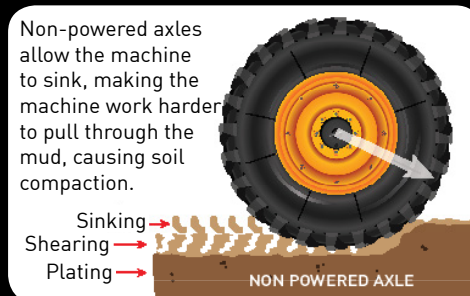 Non-powered axles
allow the machine
to sink, making the
machine work harder
to pull through the
mud, causing soil
compaction.
Sinking
Shearing
Plating
NON POWERED AXLE